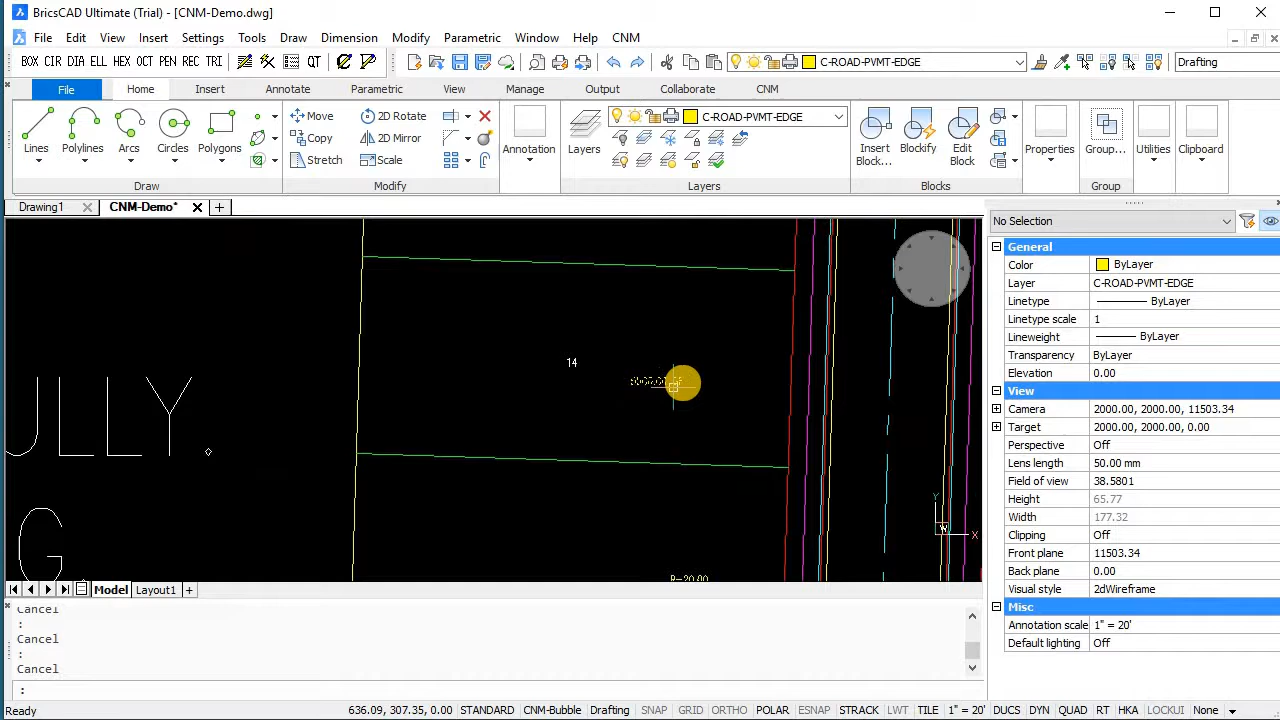 BricsCAD Ultimate (Trial) - [CNM-Demo.dwg]
File Edit View Insert Settings Tools Draw Dimension Modify Parametric Window Help CNM
BOX CIR DIA ELL HEX OCT PEN REC TRI QT C-ROAD-PVMT-EDGE Drafting
File Home Insert Annotate Parametric View Manage Output Collaborate CNM
Lines Polylines Arcs Circles Polygons
Move 2D Rotate
Copy 2D Mirror
Stretch Scale
Annotation
Layers
C-ROAD-PVMT-EDGE
Insert Block...
Blockify
Edit Block
Properties
Group...
Utilities
Clipboard
Draw Modify Layers Blocks Group
Drawing1 CNM-Demo*
No Selection
General
Color ByLayer
Layer C-ROAD-PVMT-EDGE
Linetype ByLayer
Linetype scale 1
Lineweight ByLayer
Transparency ByLayer
Elevation 0.00
View
Camera 2000.00, 2000.00, 11503.34
Target 2000.00, 2000.00, 0.00
Perspective Off
Lens length 50.00 mm
Field of view 38.5801
Height 65.77
Width 177.32
Clipping Off
Front plane 11503.34
Back plane 0.00
Visual style 2dWireframe
Misc
Annotation scale 1" = 20'
Default lighting Off
14
ULLY.
G
R=20.00
Y
W
X
Model Layout1
Cancel
:
Cancel
:
Cancel
:
Ready 636.09, 307.35, 0.00 STANDARD CNM-Bubble Drafting SNAP GRID ORTHO POLAR ESNAP STRACK LWT TILE 1" = 20' DUCS DYN QUAD RT HKA LOCKUI None